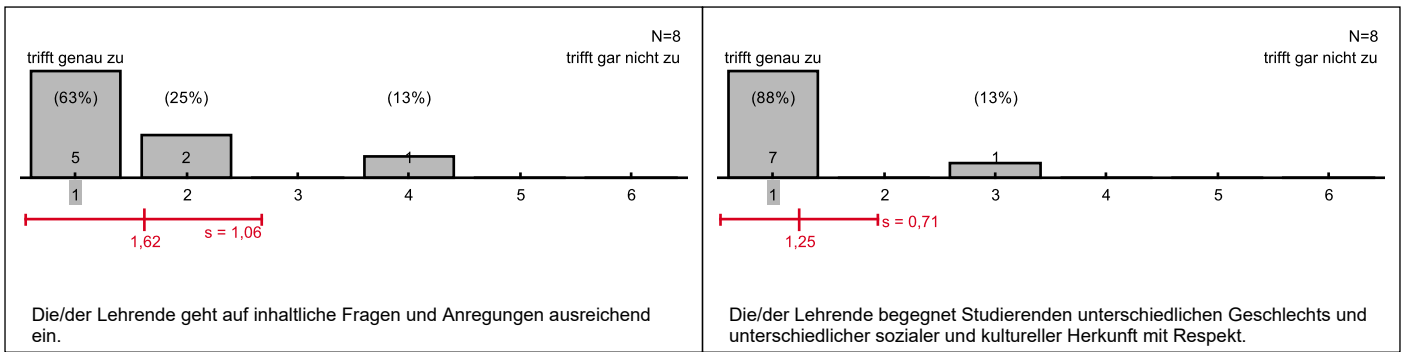 N=8
trifft genau zu
trifft gar nicht zu
(63%) (25%) (13%)
5 2 1
1 2 3 4 5 6
s = 1,06
1,62
Die/der Lehrende geht auf inhaltliche Fragen und Anregungen ausreichend
ein.
N=8
trifft genau zu
trifft gar nicht zu
(88%) (13%)
7 1
1 2 3 4 5 6
s = 0,71
1,25
Die/der Lehrende begegnet Studierenden unterschiedlichen Geschlechts und
unterschiedlicher sozialer und kultureller Herkunft mit Respekt.